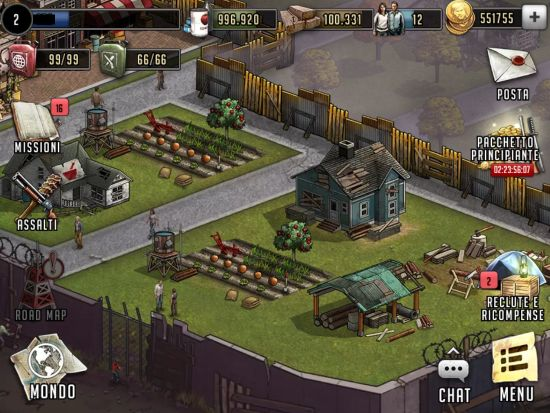 2
996.920
100.331
12
551755
+
99/99
66/66
16
MISSIONI
ASSALTI
ROAD MAP
MONDO
POSTA
PACCHETTO
PRINCIPIANTE
02:23:56:07
2
RECLUTE E
RICOMPENSE
CHAT
MENU